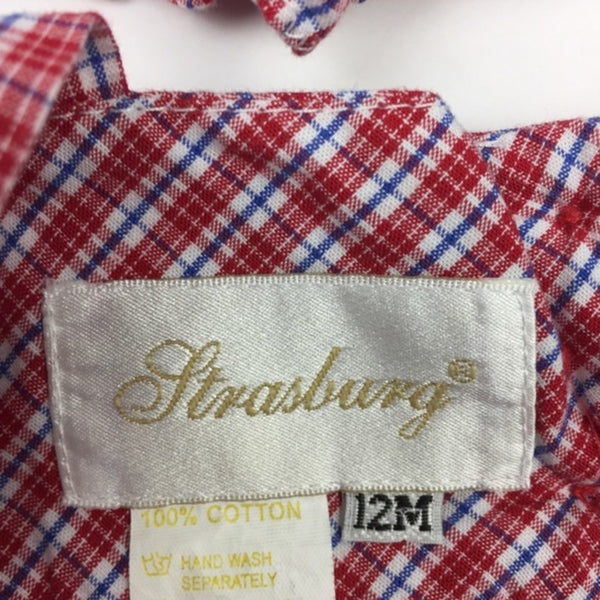 Strasburg®
100% COTTON
12M
HAND WASH
SEPARATELY